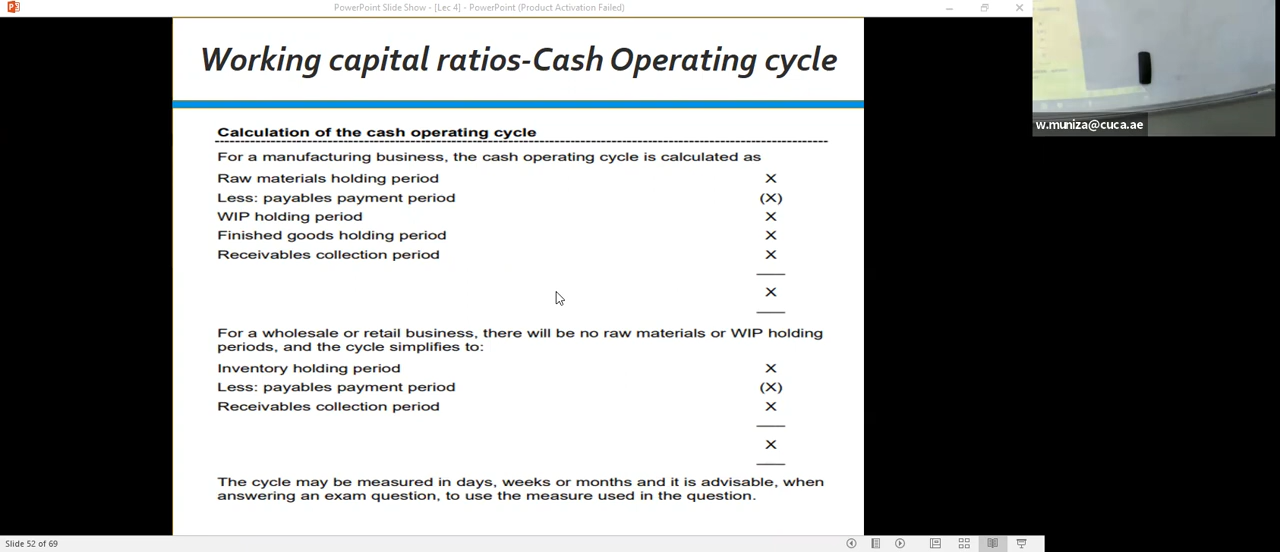 PowerPoint Slide Show - [Lec 4] - PowerPoint (Product Activation Failed)
Working capital ratios-Cash Operating cycle
w.muniza@cuca.ae
Calculation of the cash operating cycle
For a manufacturing business, the cash operating cycle is calculated as
Raw materials holding period X
Less: payables payment period (X)
WIP holding period X
Finished goods holding period X
Receivables collection period X
X
For a wholesale or retail business, there will be no raw materials or WIP holding
periods, and the cycle simplifies to:
Inventory holding period X
Less: payables payment period (X)
Receivables collection period X
X
The cycle may be measured in days, weeks or months and it is advisable, when
answering an exam question, to use the measure used in the question.
Slide 52 of 69